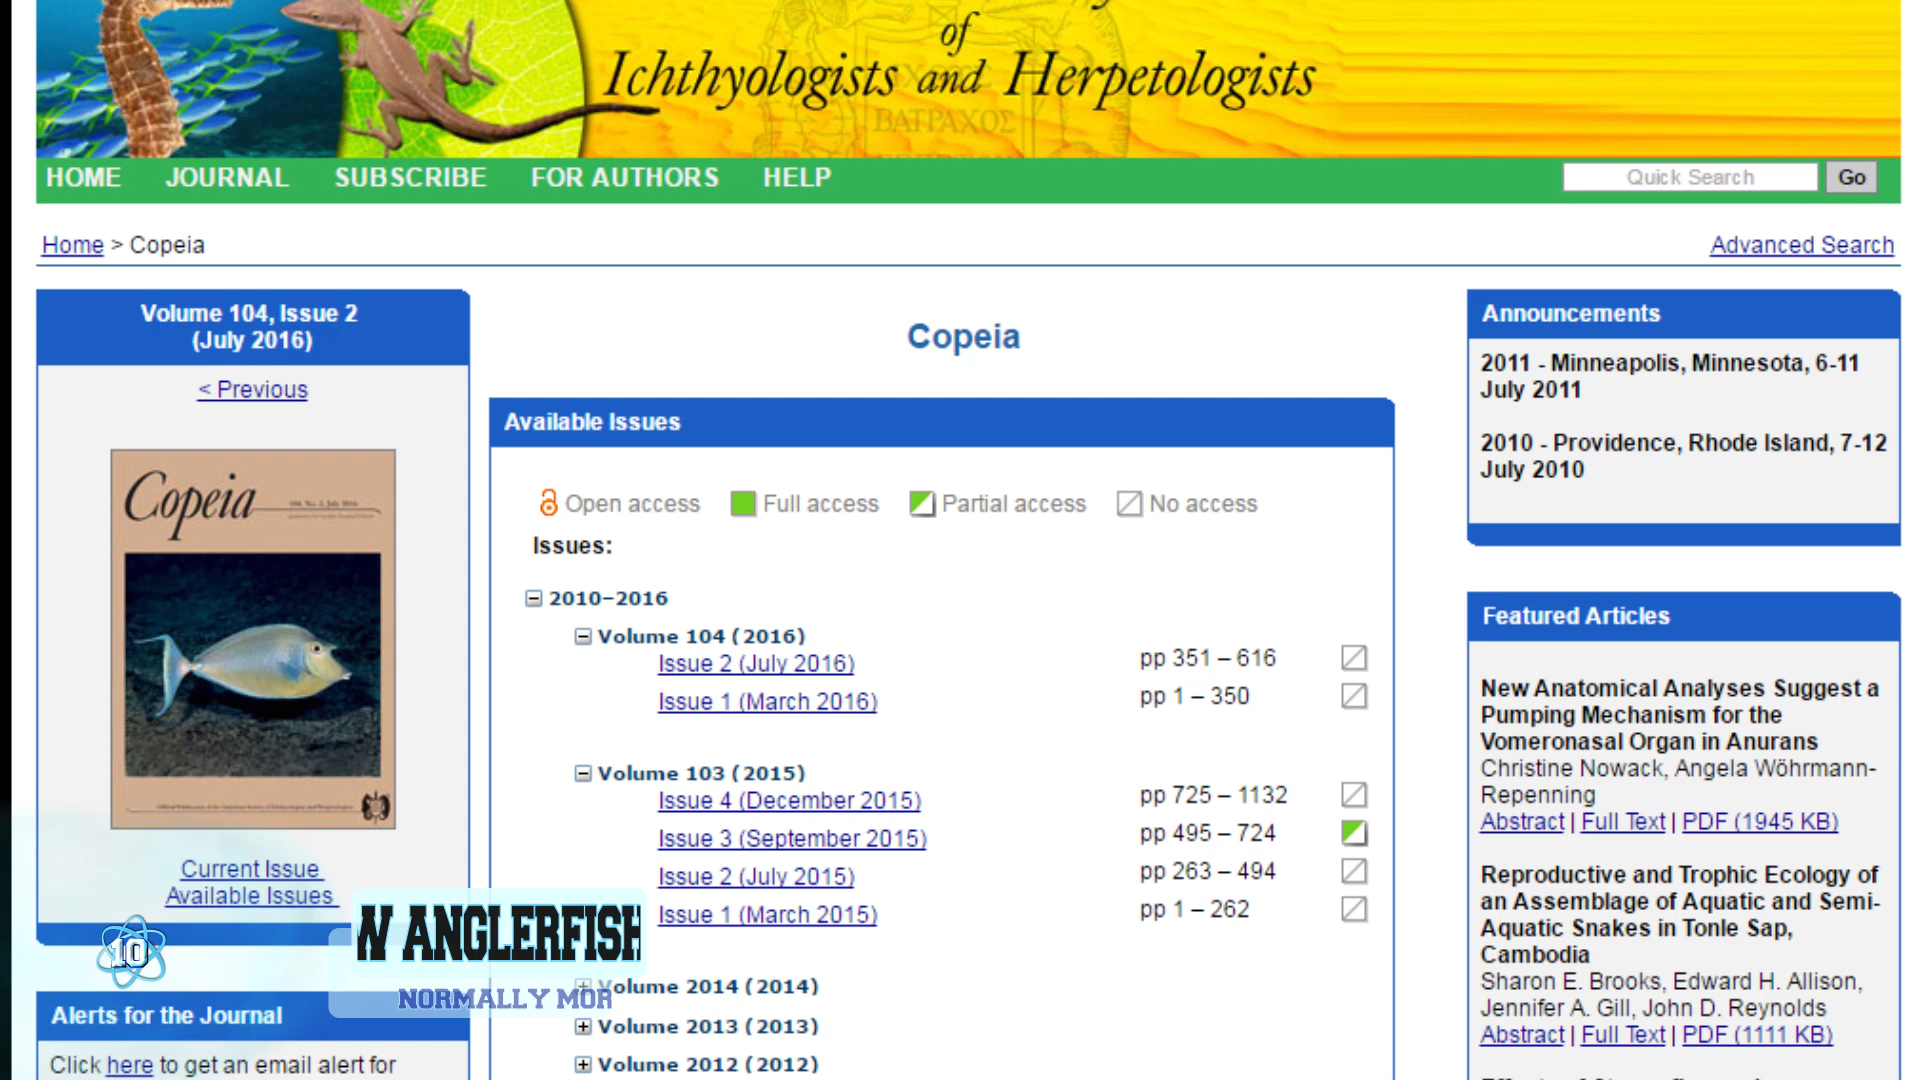 of
Ichthyologists and Herpetologists
ΒΑΤΡΑΧΟΣ
HOME JOURNAL SUBSCRIBE FOR AUTHORS HELP
Quick Search Go
Home > Copeia
Advanced Search
Volume 104, Issue 2
(July 2016)
< Previous
Copeia
Current Issue
Available Issues
10
W ANGLERFISH
NORMALLY MOR
Alerts for the Journal
Click here to get an email alert for
Copeia
Available Issues
Open access Full access Partial access No access
Issues:
2010–2016
Volume 104 (2016)
Issue 2 (July 2016) pp 351 – 616
Issue 1 (March 2016) pp 1 – 350
Volume 103 (2015)
Issue 4 (December 2015) pp 725 – 1132
Issue 3 (September 2015) pp 495 – 724
Issue 2 (July 2015) pp 263 – 494
Issue 1 (March 2015) pp 1 – 262
Volume 2014 (2014)
Volume 2013 (2013)
Volume 2012 (2012)
Announcements
2011 - Minneapolis, Minnesota, 6-11
July 2011
2010 - Providence, Rhode Island, 7-12
July 2010
Featured Articles
New Anatomical Analyses Suggest a
Pumping Mechanism for the
Vomeronasal Organ in Anurans
Christine Nowack, Angela Wöhrmann-
Repenning
Abstract | Full Text | PDF (1945 KB)
Reproductive and Trophic Ecology of
an Assemblage of Aquatic and Semi-
Aquatic Snakes in Tonle Sap,
Cambodia
Sharon E. Brooks, Edward H. Allison,
Jennifer A. Gill, John D. Reynolds
Abstract | Full Text | PDF (1111 KB)